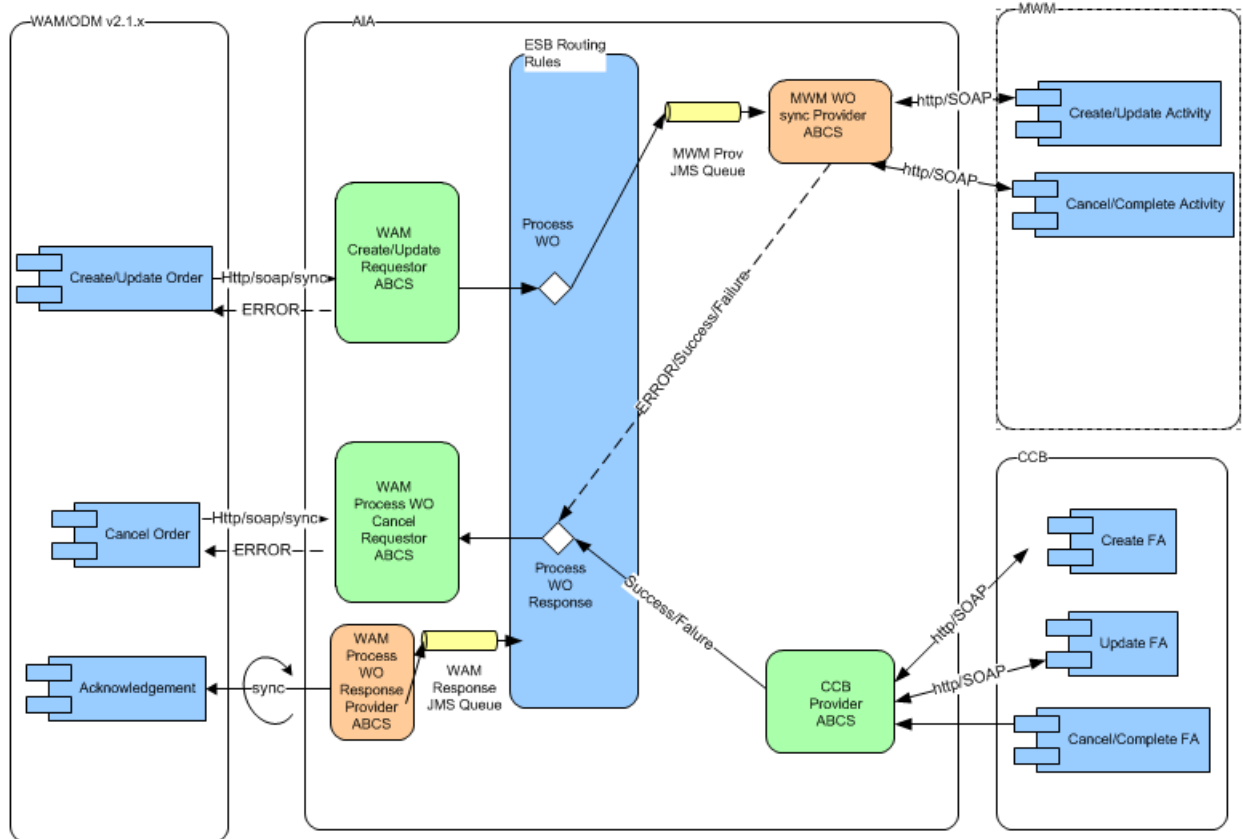 WAM/ODM v2.1.x
AIA
MWM
ESB Routing
Rules
MWM WO
sync Provider
ABCS
http/SOAP
Create/Update Activity
MWM Prov
JMS Queue
http/SOAP
Cancel/Complete Activity
WAM
Create/Update
Requestor
ABCS
Process
WO
Create/Update Order
Http/soap/sync
ERROR
ERROR/Success/Failure
CCB
WAM
Process WO
Cancel
Requestor
ABCS
Cancel Order
Http/soap/sync
ERROR
Process
WO
Response
Success/Falure
http/SOAP
Create FA
WAM
Process
WO
Response
Provider
ABCS
WAM
Response
JMS Queue
Acknowledgement
sync
CCB
Provider
ABCS
http/SOAP
Update FA
Cancel/Complete FA